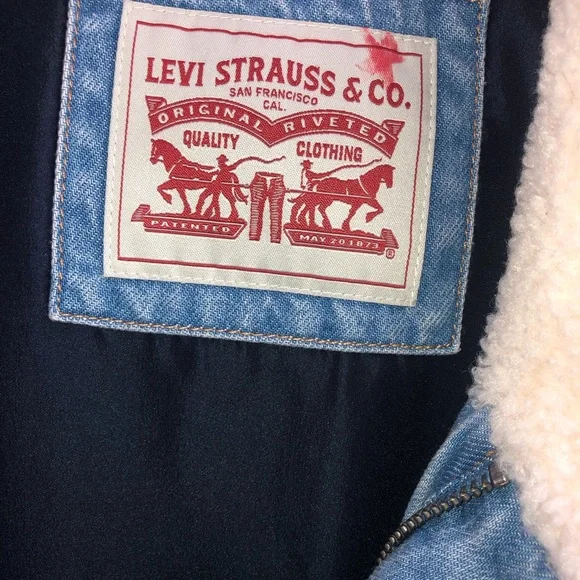 LEVI STRAUSS & CO.
SAN FRANCISCO
CAL.
ORIGINAL RIVETED
QUALITY CLOTHING
PATENTED MAY 20 1873
®